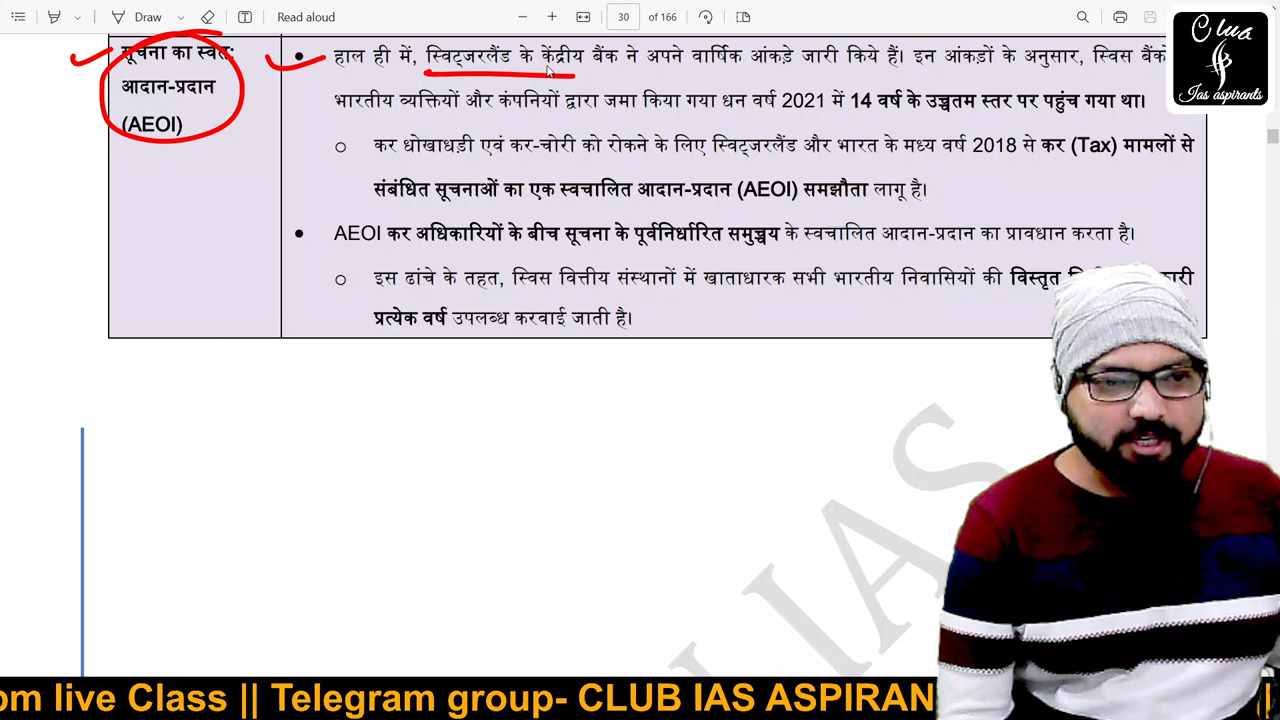 Draw
Read aloud
30 of 166
Club
Ias aspirants
सूचना का स्वत:
आदान-प्रदान
(AEOI)
हाल ही में, स्विट्जरलैंड के केंद्रीय बैंक ने अपने वार्षिक आंकड़े जारी किये हैं। इन आंकड़ों के अनुसार, स्विस बैंकों
भारतीय व्यक्तियों और कंपनियों द्वारा जमा किया गया धन वर्ष 2021 में 14 वर्ष के उच्चतम स्तर पर पहुंच गया था।
o कर धोखाधड़ी एवं कर-चोरी को रोकने के लिए स्विट्जरलैंड और भारत के मध्य वर्ष 2018 से कर (Tax) मामलों से
संबंधित सूचनाओं का एक स्वचालित आदान-प्रदान (AEOI) समझौता लागू है।
AEOI कर अधिकारियों के बीच सूचना के पूर्वनिर्धारित समुच्चय के स्वचालित आदान-प्रदान का प्रावधान करता है।
o इस ढांचे के तहत, स्विस वित्तीय संस्थानों में खाताधारक सभी भारतीय निवासियों की विस्तृत
प्रत्येक वर्ष उपलब्ध करवाई जाती है।
IAS
pm live Class || Telegram group- CLUB IAS ASPIRAN